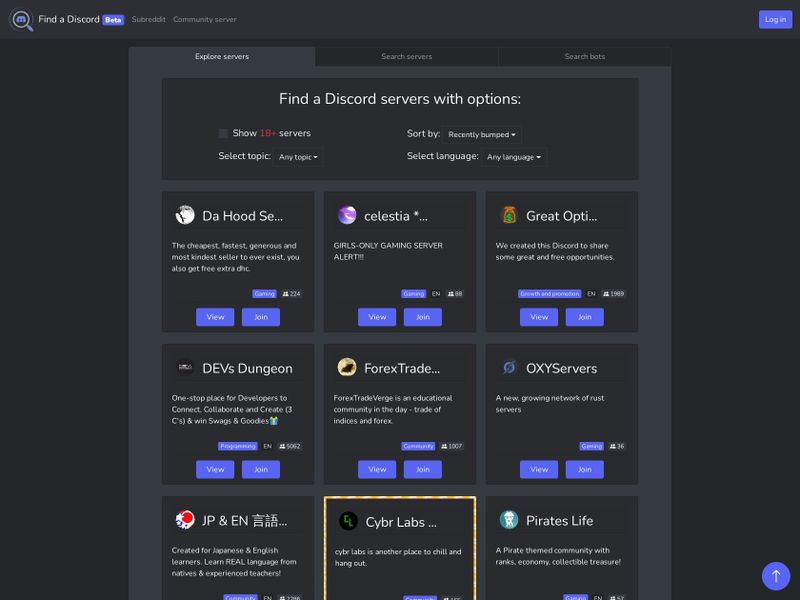 Find a Discord Beta Subreddit Community server Log in
Explore servers Search servers Search bots
Find a Discord servers with options:
Show 18+ servers
Sort by: Recently bumped
Select topic: Any topic
Select language: Any language
Da Hood Se...
The cheapest, fastest, generous and
most kindest seller to ever exist, you
also get free extra dhc.
Gaming 224
View Join
celestia *...
GIRLS-ONLY GAMING SERVER
ALERT!!!
Gaming EN 88
View Join
Great Opti...
We created this Discord to share
some great and free opportunities.
Growth and promotion EN 1989
View Join
DEVs Dungeon
One-stop place for Developers to
Connect, Collaborate and Create (3
C's) & win Swags & Goodies🎁
Programming EN 5062
View Join
ForexTrade...
ForexTradeVerge is an educational
community in the day - trade of
indices and forex.
Community 1007
View Join
OXYServers
A new, growing network of rust
servers
Gaming 36
View Join
JP & EN 言語...
Created for Japanese & English
learners. Learn REAL language from
natives & experienced teachers!
Community EN 2286
Cybr Labs ...
cybr labs is another place to chill and
hang out.
Community
Pirates Life
A Pirate themed community with
ranks, economy, collectible treasure!
Gaming EN 57